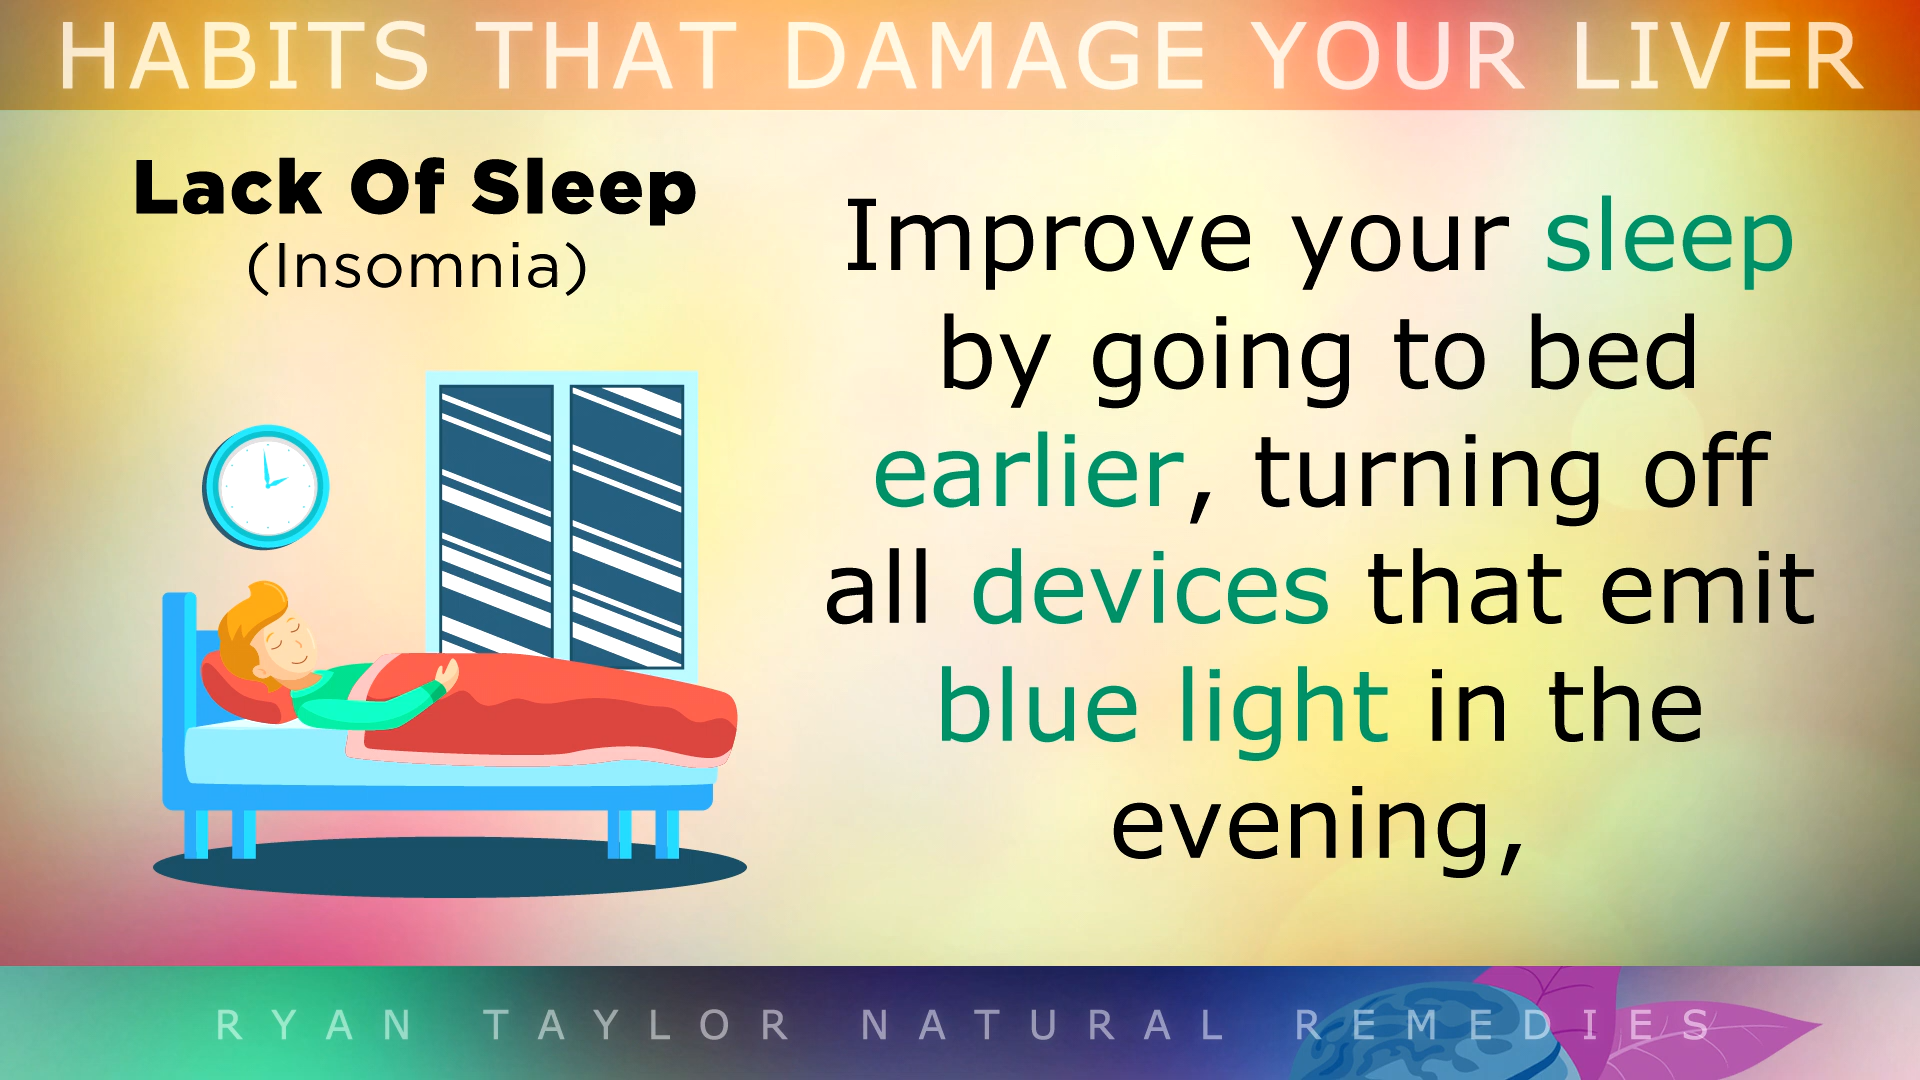 HABITS THAT DAMAGE YOUR LIVER
Lack Of Sleep
(Insomnia)
Improve your sleep
by going to bed
earlier, turning off
all devices that emit
blue light in the
evening,
RYAN TAYLOR NATURAL REMEDIES